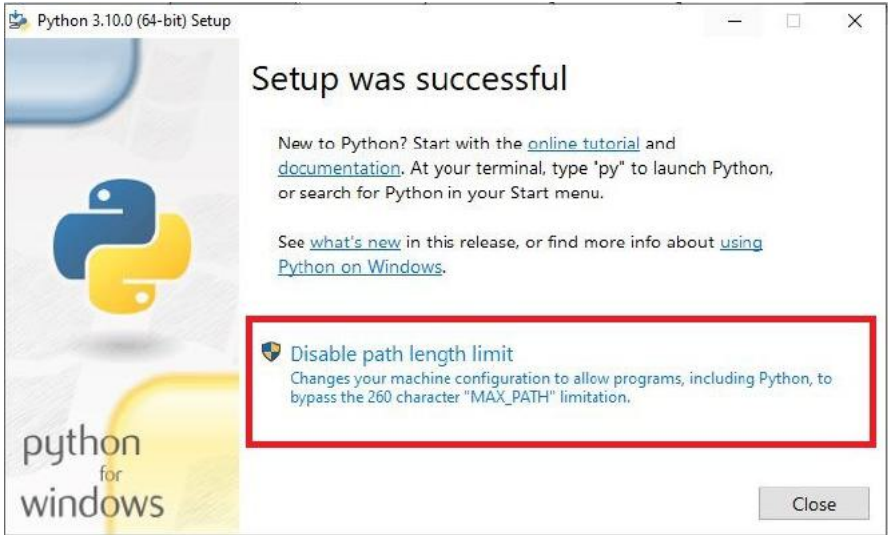 Python 3.10.0 (64-bit) Setup
Setup was successful
New to Python? Start with the online tutorial and
documentation. At your terminal, type "py" to launch Python,
or search for Python in your Start menu.
See what's new in this release, or find more info about using
Python on Windows.
Disable path length limit
Changes your machine configuration to allow programs, including Python, to
bypass the 260 character "MAX_PATH" limitation.
python
for
windows
Close